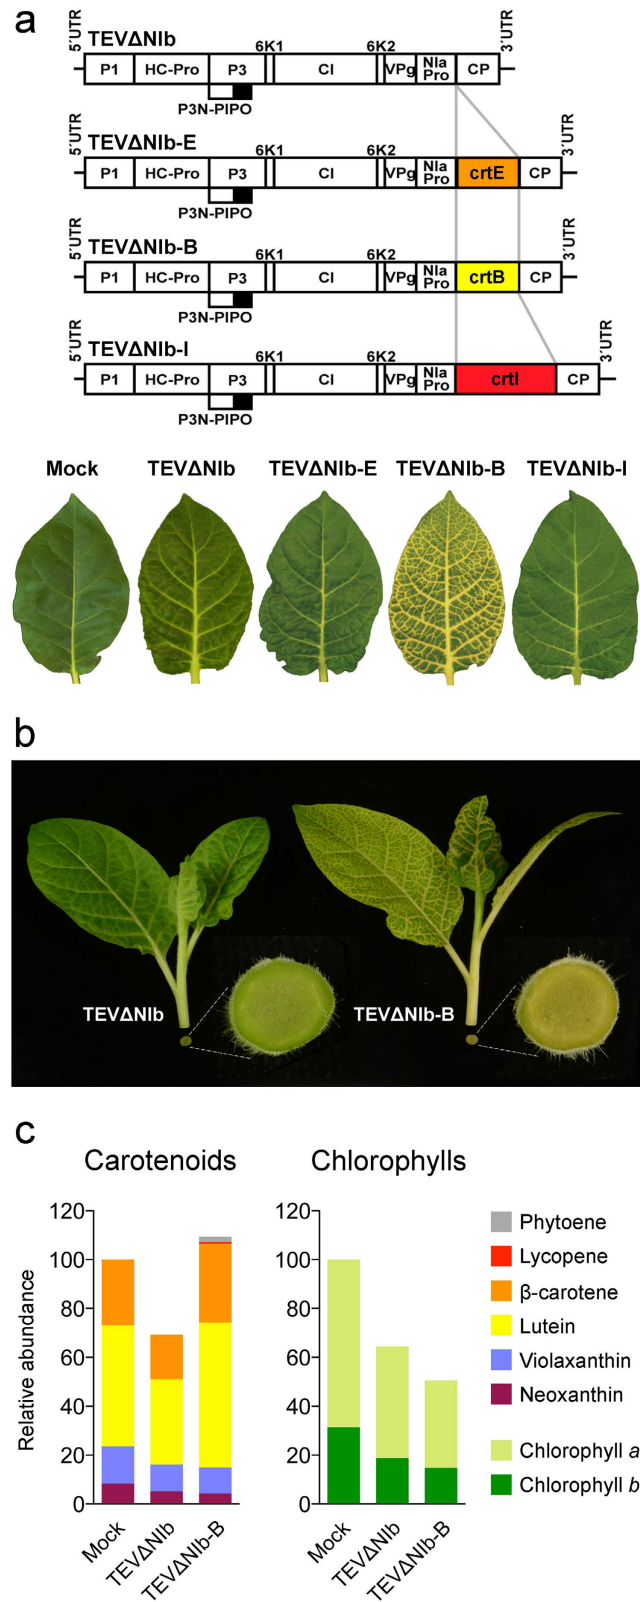 a
TEVΔNIb
5´UTR
3´UTR
6K1
6K2
P1
HC-Pro
P3
CI
VPg
NIa
Pro
CP
P3N-PIPO
TEVΔNIb-E
5´UTR
3´UTR
6K1
6K2
P1
HC-Pro
P3
CI
VPg
NIa
Pro
crtE
CP
P3N-PIPO
TEVΔNIb-B
5´UTR
3´UTR
6K1
6K2
P1
HC-Pro
P3
CI
VPg
NIa
Pro
crtB
CP
P3N-PIPO
TEVΔNIb-I
5´UTR
3´UTR
6K1
6K2
P1
HC-Pro
P3
CI
VPg
NIa
Pro
crtI
CP
P3N-PIPO
Mock TEVΔNIb TEVΔNIb-E TEVΔNIb-B TEVΔNIb-I
b
TEVΔNIb
TEVΔNIb-B
c
Carotenoids
Relative abundance
120
100
80
60
40
20
0
Mock
TEVΔNIb
TEVΔNIb-B
Chlorophylls
120
100
80
60
40
20
0
Mock
TEVΔNIb
TEVΔNIb-B
Phytoene
Lycopene
β-carotene
Lutein
Violaxanthin
Neoxanthin
Chlorophyll a
Chlorophyll b